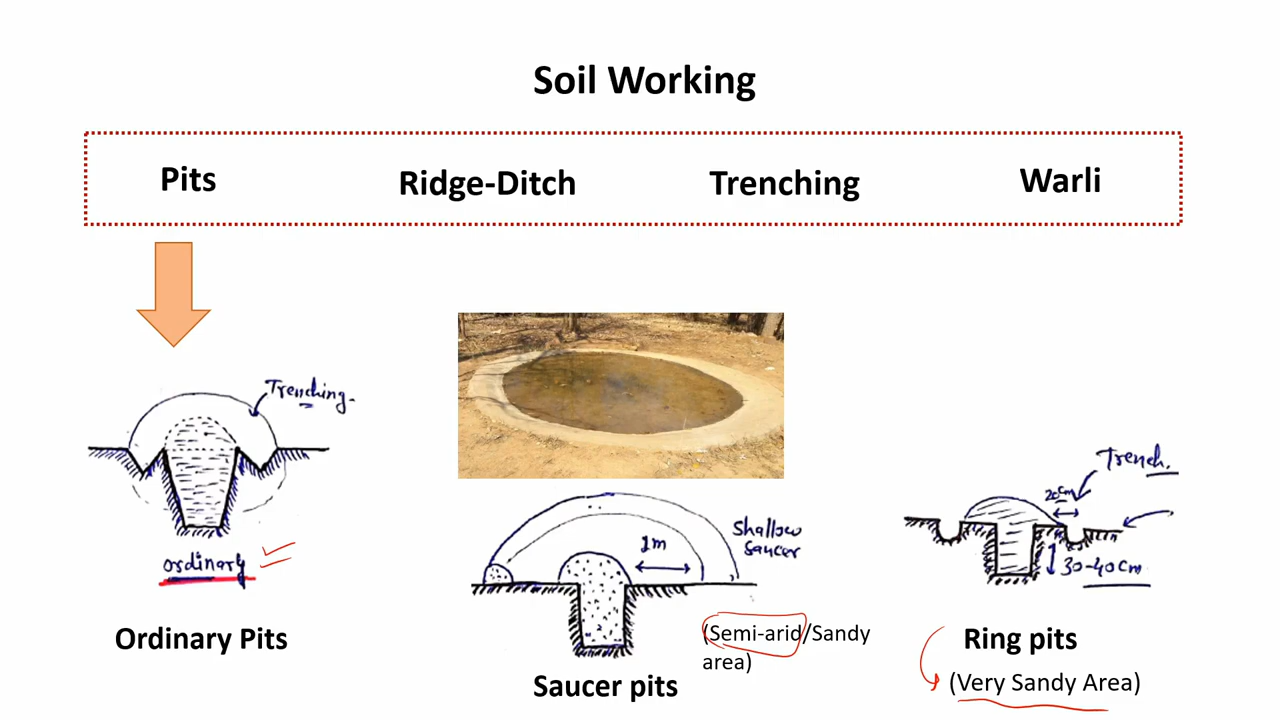 Soil Working
Pits
Ridge-Ditch
Trenching
Warli
Trenching.
ordinary
Ordinary Pits
1m
Shallow
saucer
(Semi-arid/Sandy
area)
Saucer pits
Trench.
20cm
30-40cm
Ring pits
(Very Sandy Area)